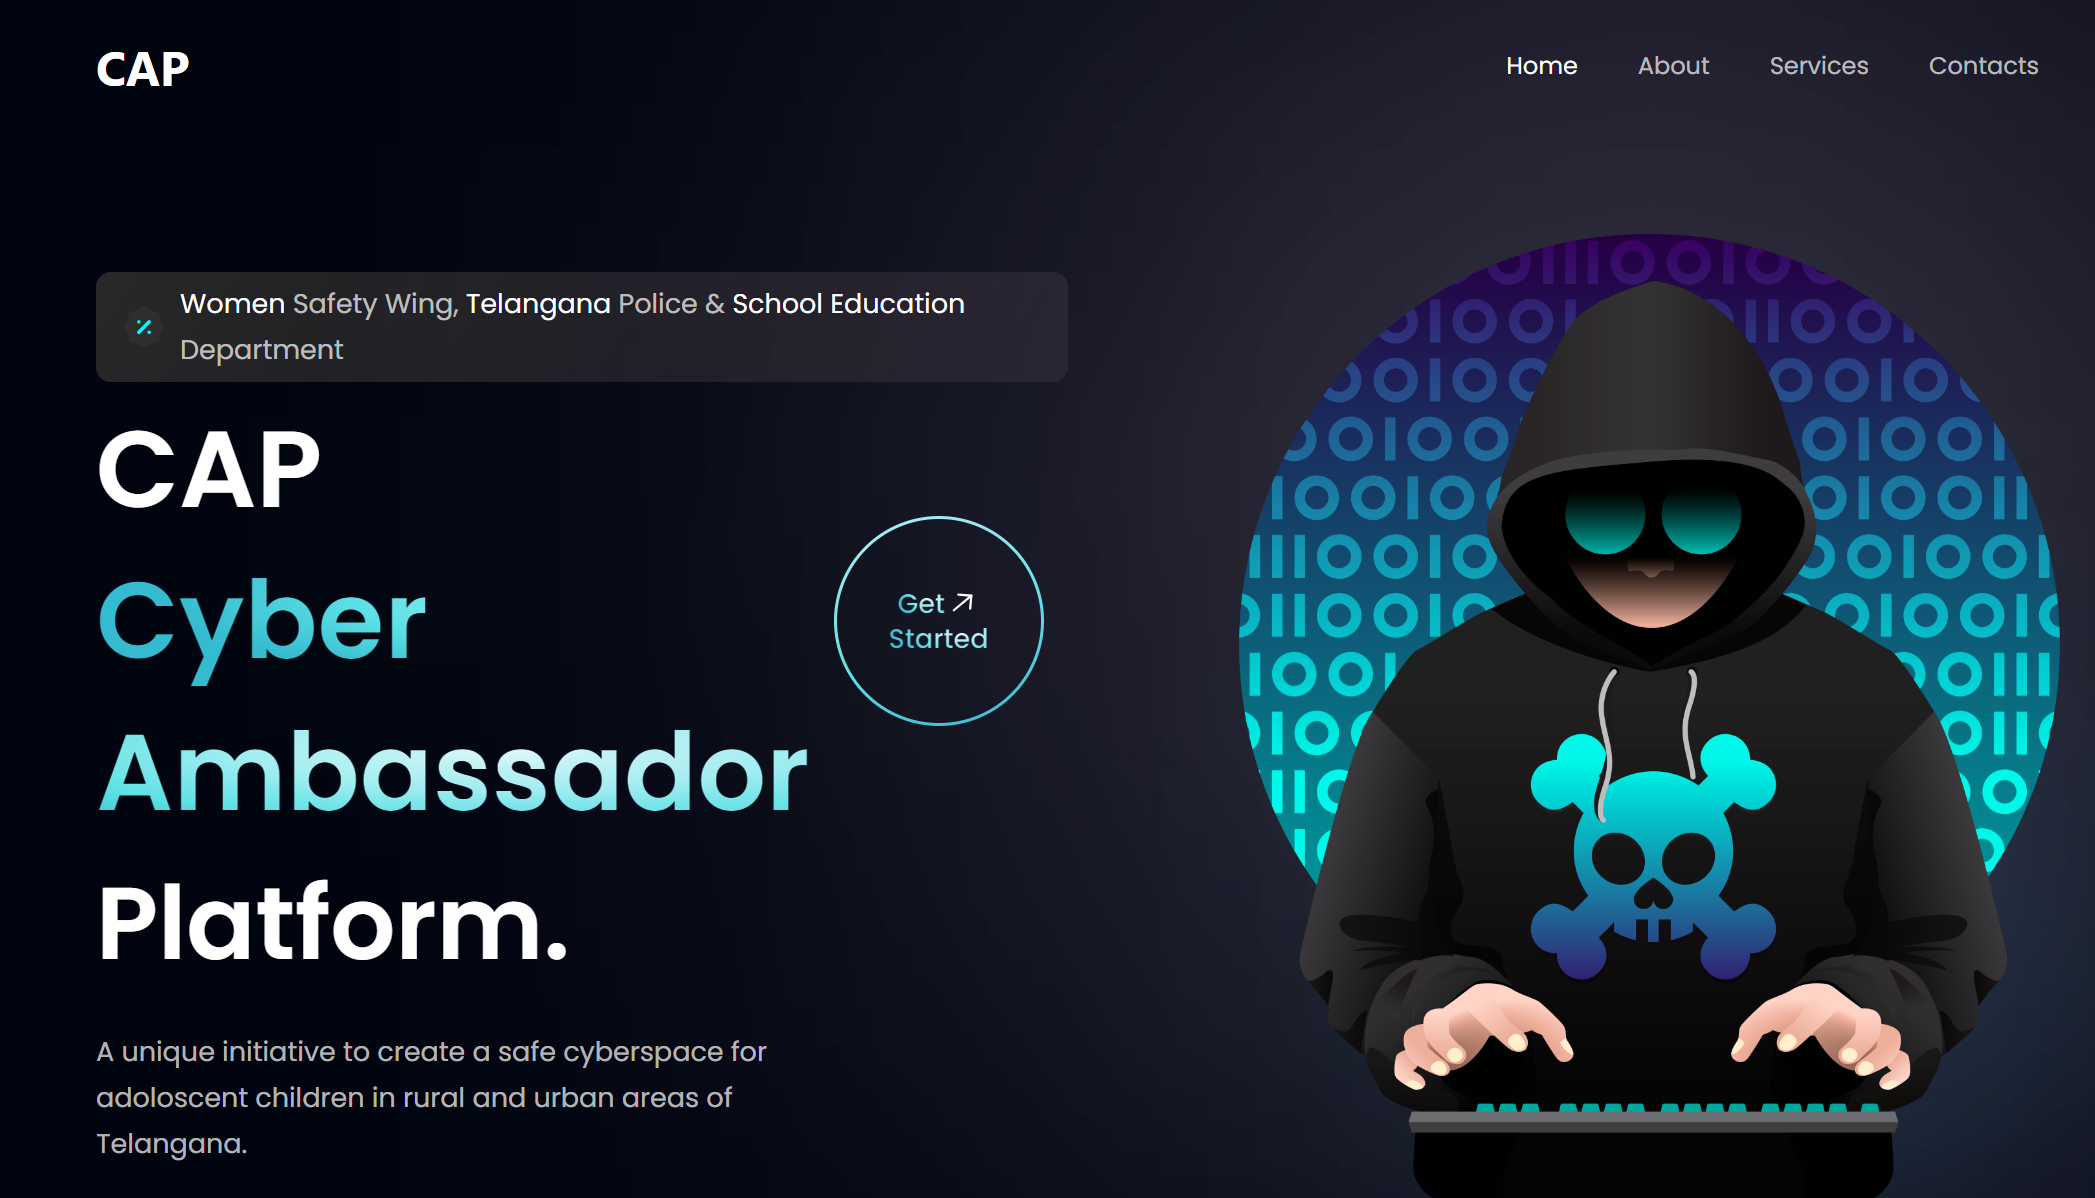 CAP
Home About Services Contacts
Women Safety Wing, Telangana Police & School Education
Department
CAP
Cyber
Ambassador
Platform.
Get
Started
A unique initiative to create a safe cyberspace for
adoloscent children in rural and urban areas of
Telangana.